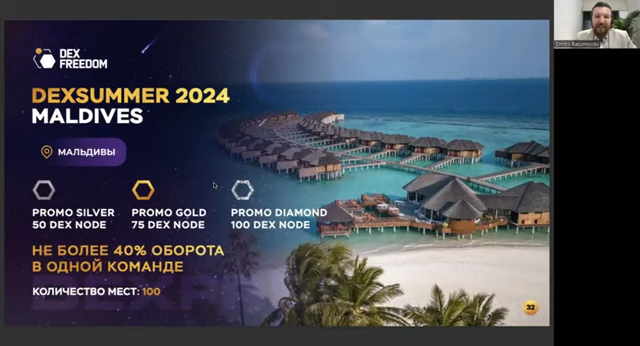 DEX
FREEDOM
DEXSUMMER 2024
MALDIVES
МАЛЬДИВЫ
PROMO SILVER
50 DEX NODE
PROMO GOLD
75 DEX NODE
PROMO DIAMOND
100 DEX NODE
НЕ БОЛЕЕ 40% ОБОРОТА
В ОДНОЙ КОМАНДЕ
КОЛИЧЕСТВО МЕСТ: 100
32